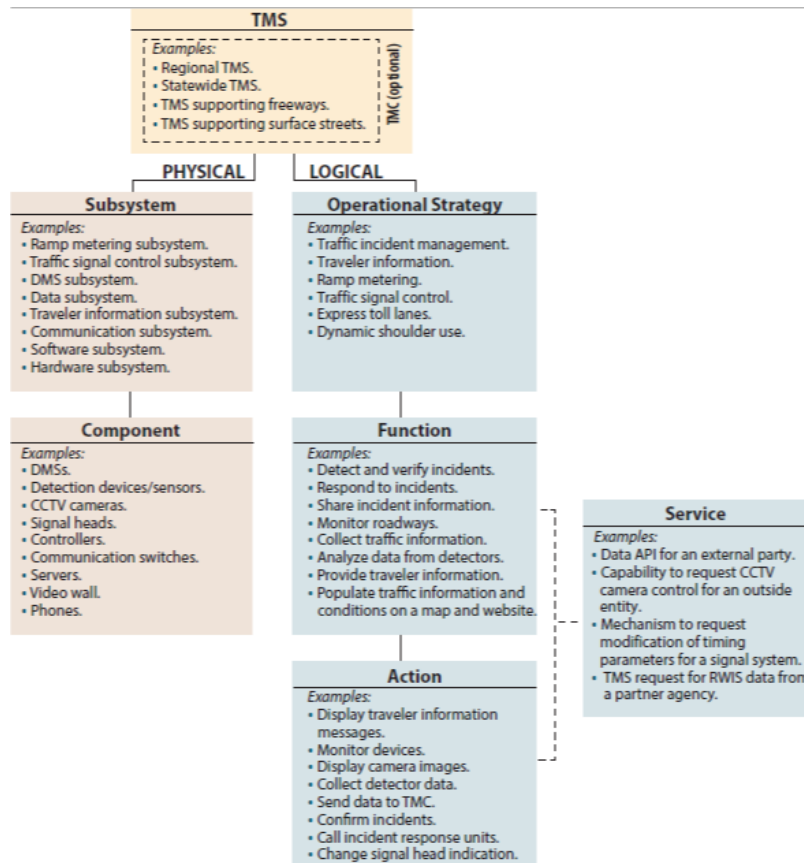 TMS
Examples:
• Regional TMS.
• Statewide TMS.
• TMS supporting freeways.
• TMS supporting surface streets.
TMC (optional)
PHYSICAL
LOGICAL
Subsystem
Examples:
• Ramp metering subsystem.
• Traffic signal control subsystem.
• DMS subsystem.
• Data subsystem.
• Traveler information subsystem.
• Communication subsystem.
• Software subsystem.
• Hardware subsystem.
Operational Strategy
Examples:
• Traffic incident management.
• Traveler information.
• Ramp metering.
• Traffic signal control.
• Express toll lanes.
• Dynamic shoulder use.
Component
Examples:
• DMSs.
• Detection devices/sensors.
• CCTV cameras.
• Signal heads.
• Controllers.
• Communication switches.
• Servers.
• Video wall.
• Phones.
Function
Examples:
• Detect and verify incidents.
• Respond to incidents.
• Share incident information.
• Monitor roadways.
• Collect traffic information.
• Analyze data from detectors.
• Provide traveler information.
• Populate traffic information and
conditions on a map and website.
Service
Examples:
• Data API for an external party.
• Capability to request CCTV
camera control for an outside
entity.
• Mechanism to request
modification of timing
parameters for a signal system.
• TMS request for RWIS data from
a partner agency.
Action
Examples:
• Display traveler information
messages.
• Monitor devices.
• Display camera images.
• Collect detector data.
• Send data to TMC.
• Confirm incidents.
• Call incident response units.
• Change signal head indication.